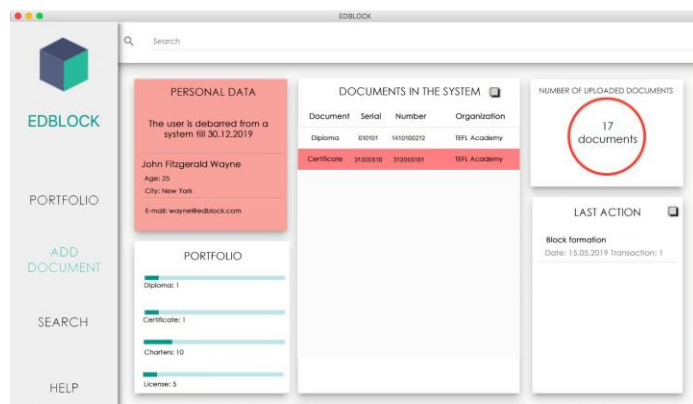 EDBLOCK
Search
EDBLOCK
PORTFOLIO
ADD
DOCUMENT
SEARCH
HELP
PERSONAL DATA
The user is debarred from a
system till 30.12.2019
John Fitzgerald Wayne
Age: 25
City: New York
E-mail: wayne@edblock.com
PORTFOLIO
Diploma: 1
Certificate: 1
Charters: 10
License: 5
DOCUMENTS IN THE SYSTEM
Document Serial Number Organization
Diploma 010101 1410100212 TEFL Academy
Certificate 31300518 313005181 TEFL Academy
NUMBER OF UPLOADED DOCUMENTS
17
documents
LAST ACTION
Block formation
Date: 15.05.2019 Transaction: 1